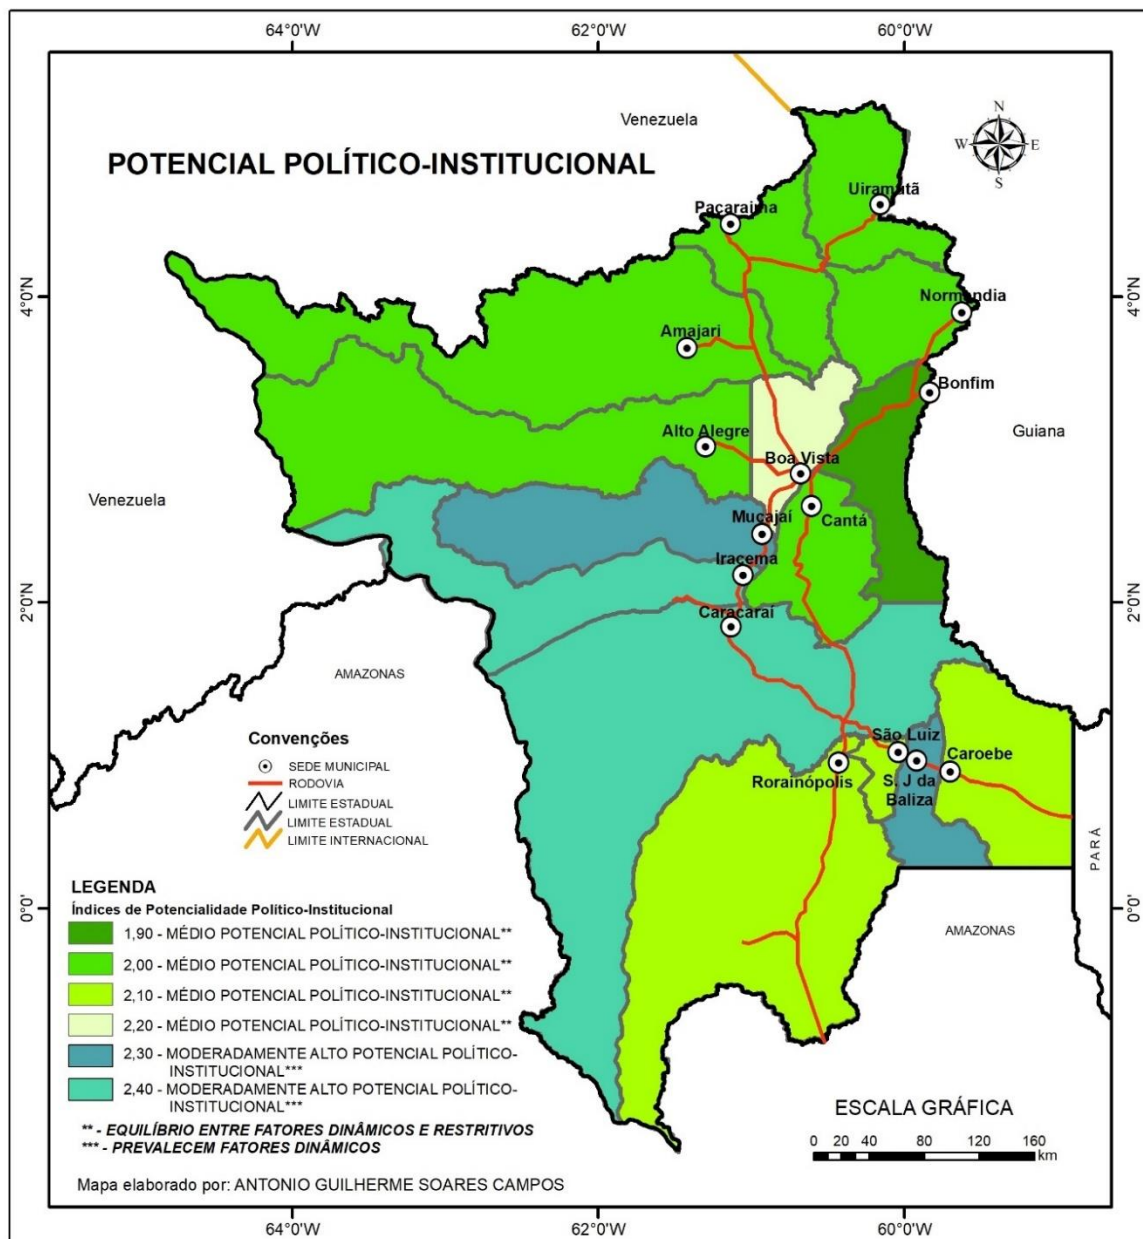 64°0'W 62°0'W 60°0'W
Venezuela
N
W E
S
POTENCIAL POLÍTICO-INSTITUCIONAL
Uiramutã
Pacaraima
4°0'N 4°0'N
Normandia
Amajari
Bonfim
Alto Alegre
Guiana
Boa Vista
Venezuela
Mucajaí
Cantá
Iracema
2°0'N 2°0'N
Caracaraí
AMAZONAS
Convenções
SEDE MUNICIPAL
RODOVIA
LIMITE ESTADUAL
LIMITE ESTADUAL
LIMITE INTERNACIONAL
São Luiz
Caroebe
Rorainópolis
S. J da
Baliza
PARÁ
LEGENDA
Índices de Potencialidade Político-Institucional
0°0' 0°0'
AMAZONAS
1,90 - MÉDIO POTENCIAL POLÍTICO-INSTITUCIONAL**
2,00 - MÉDIO POTENCIAL POLÍTICO-INSTITUCIONAL**
2,10 - MÉDIO POTENCIAL POLÍTICO-INSTITUCIONAL**
2,20 - MÉDIO POTENCIAL POLÍTICO-INSTITUCIONAL**
2,30 - MODERADAMENTE ALTO POTENCIAL POLÍTICO-
INSTITUCIONAL***
2,40 - MODERADAMENTE ALTO POTENCIAL POLÍTICO-
INSTITUCIONAL***
** - EQUILÍBRIO ENTRE FATORES DINÂMICOS E RESTRITIVOS
*** - PREVALECEM FATORES DINÂMICOS
ESCALA GRÁFICA
0 20 40 80 120 160
km
Mapa elaborado por: ANTONIO GUILHERME SOARES CAMPOS
64°0'W 62°0'W 60°0'W